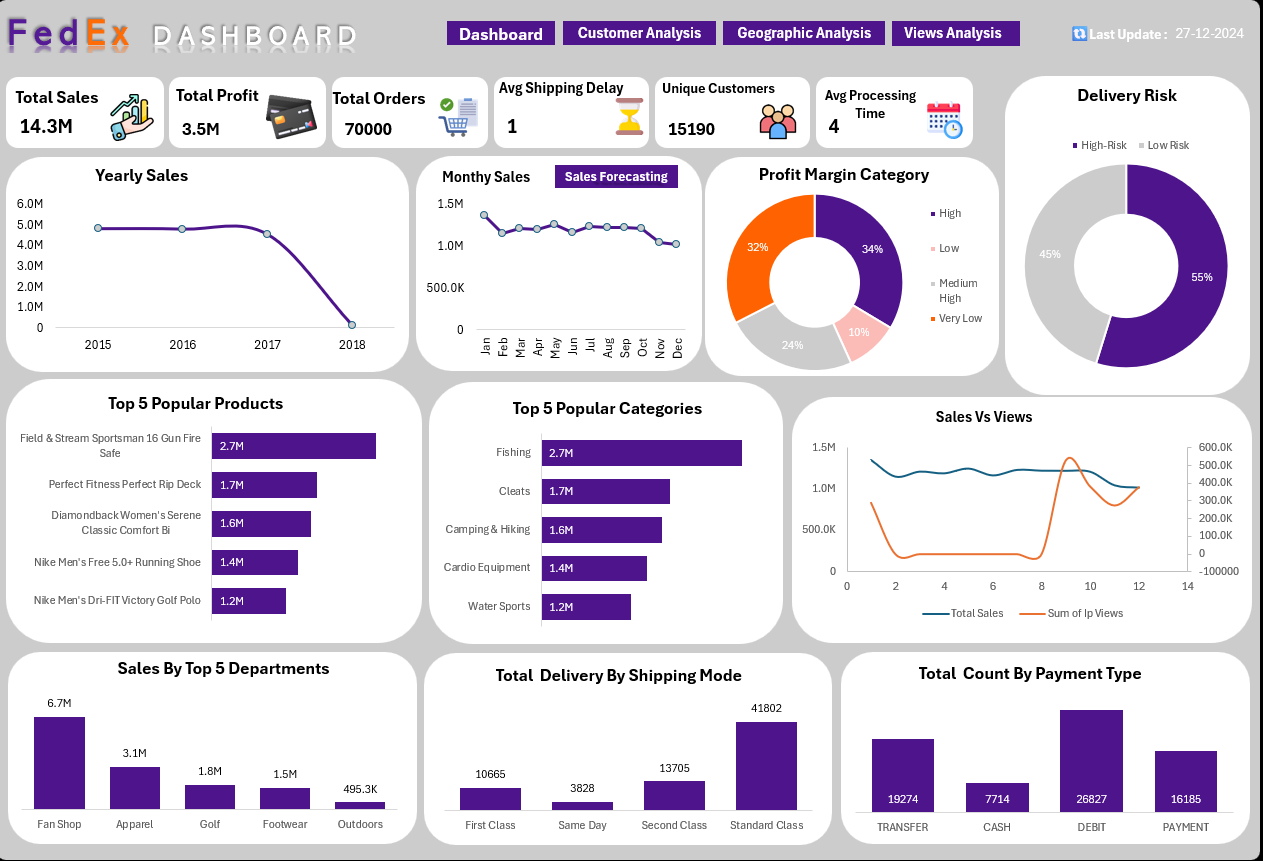 FedEx DASHBOARD
Dashboard
Customer Analysis
Geographic Analysis
Views Analysis
Last Update : 27-12-2024
Total Sales
14.3M
Total Profit
3.5M
Total Orders
70000
Avg Shipping Delay
1
Unique Customers
15190
Avg Processing
Time
4
Delivery Risk
High-Risk
Low Risk
45%
55%
Yearly Sales
6.0M
5.0M
4.0M
3.0M
2.0M
1.0M
0
2015
2016
2017
2018
Monthy Sales
Sales Forecasting
1.5M
1.0M
500.0K
0
Jan
Feb
Mar
Apr
May
Jun
Jul
Aug
Sep
Oct
Nov
Dec
Profit Margin Category
32%
34%
24%
10%
High
Low
Medium
High
Very Low
Top 5 Popular Products
Field & Stream Sportsman 16 Gun Fire
Safe
2.7M
Perfect Fitness Perfect Rip Deck
1.7M
Diamondback Women's Serene
Classic Comfort Bi
1.6M
Nike Men's Free 5.0+ Running Shoe
1.4M
Nike Men's Dri-FIT Victory Golf Polo
1.2M
Top 5 Popular Categories
Fishing
2.7M
Cleats
1.7M
Camping & Hiking
1.6M
Cardio Equipment
1.4M
Water Sports
1.2M
Sales Vs Views
1.5M
1.0M
500.0K
0
600.0K
500.0K
400.0K
300.0K
200.0K
100.0K
0
-100000
0
2
4
6
8
10
12
14
Total Sales
Sum of Ip Views
Sales By Top 5 Departments
6.7M
3.1M
1.8M
1.5M
495.3K
Fan Shop
Apparel
Golf
Footwear
Outdoors
Total Delivery By Shipping Mode
10665
3828
13705
41802
First Class
Same Day
Second Class
Standard Class
Total Count By Payment Type
19274
7714
26827
16185
TRANSFER
CASH
DEBIT
PAYMENT